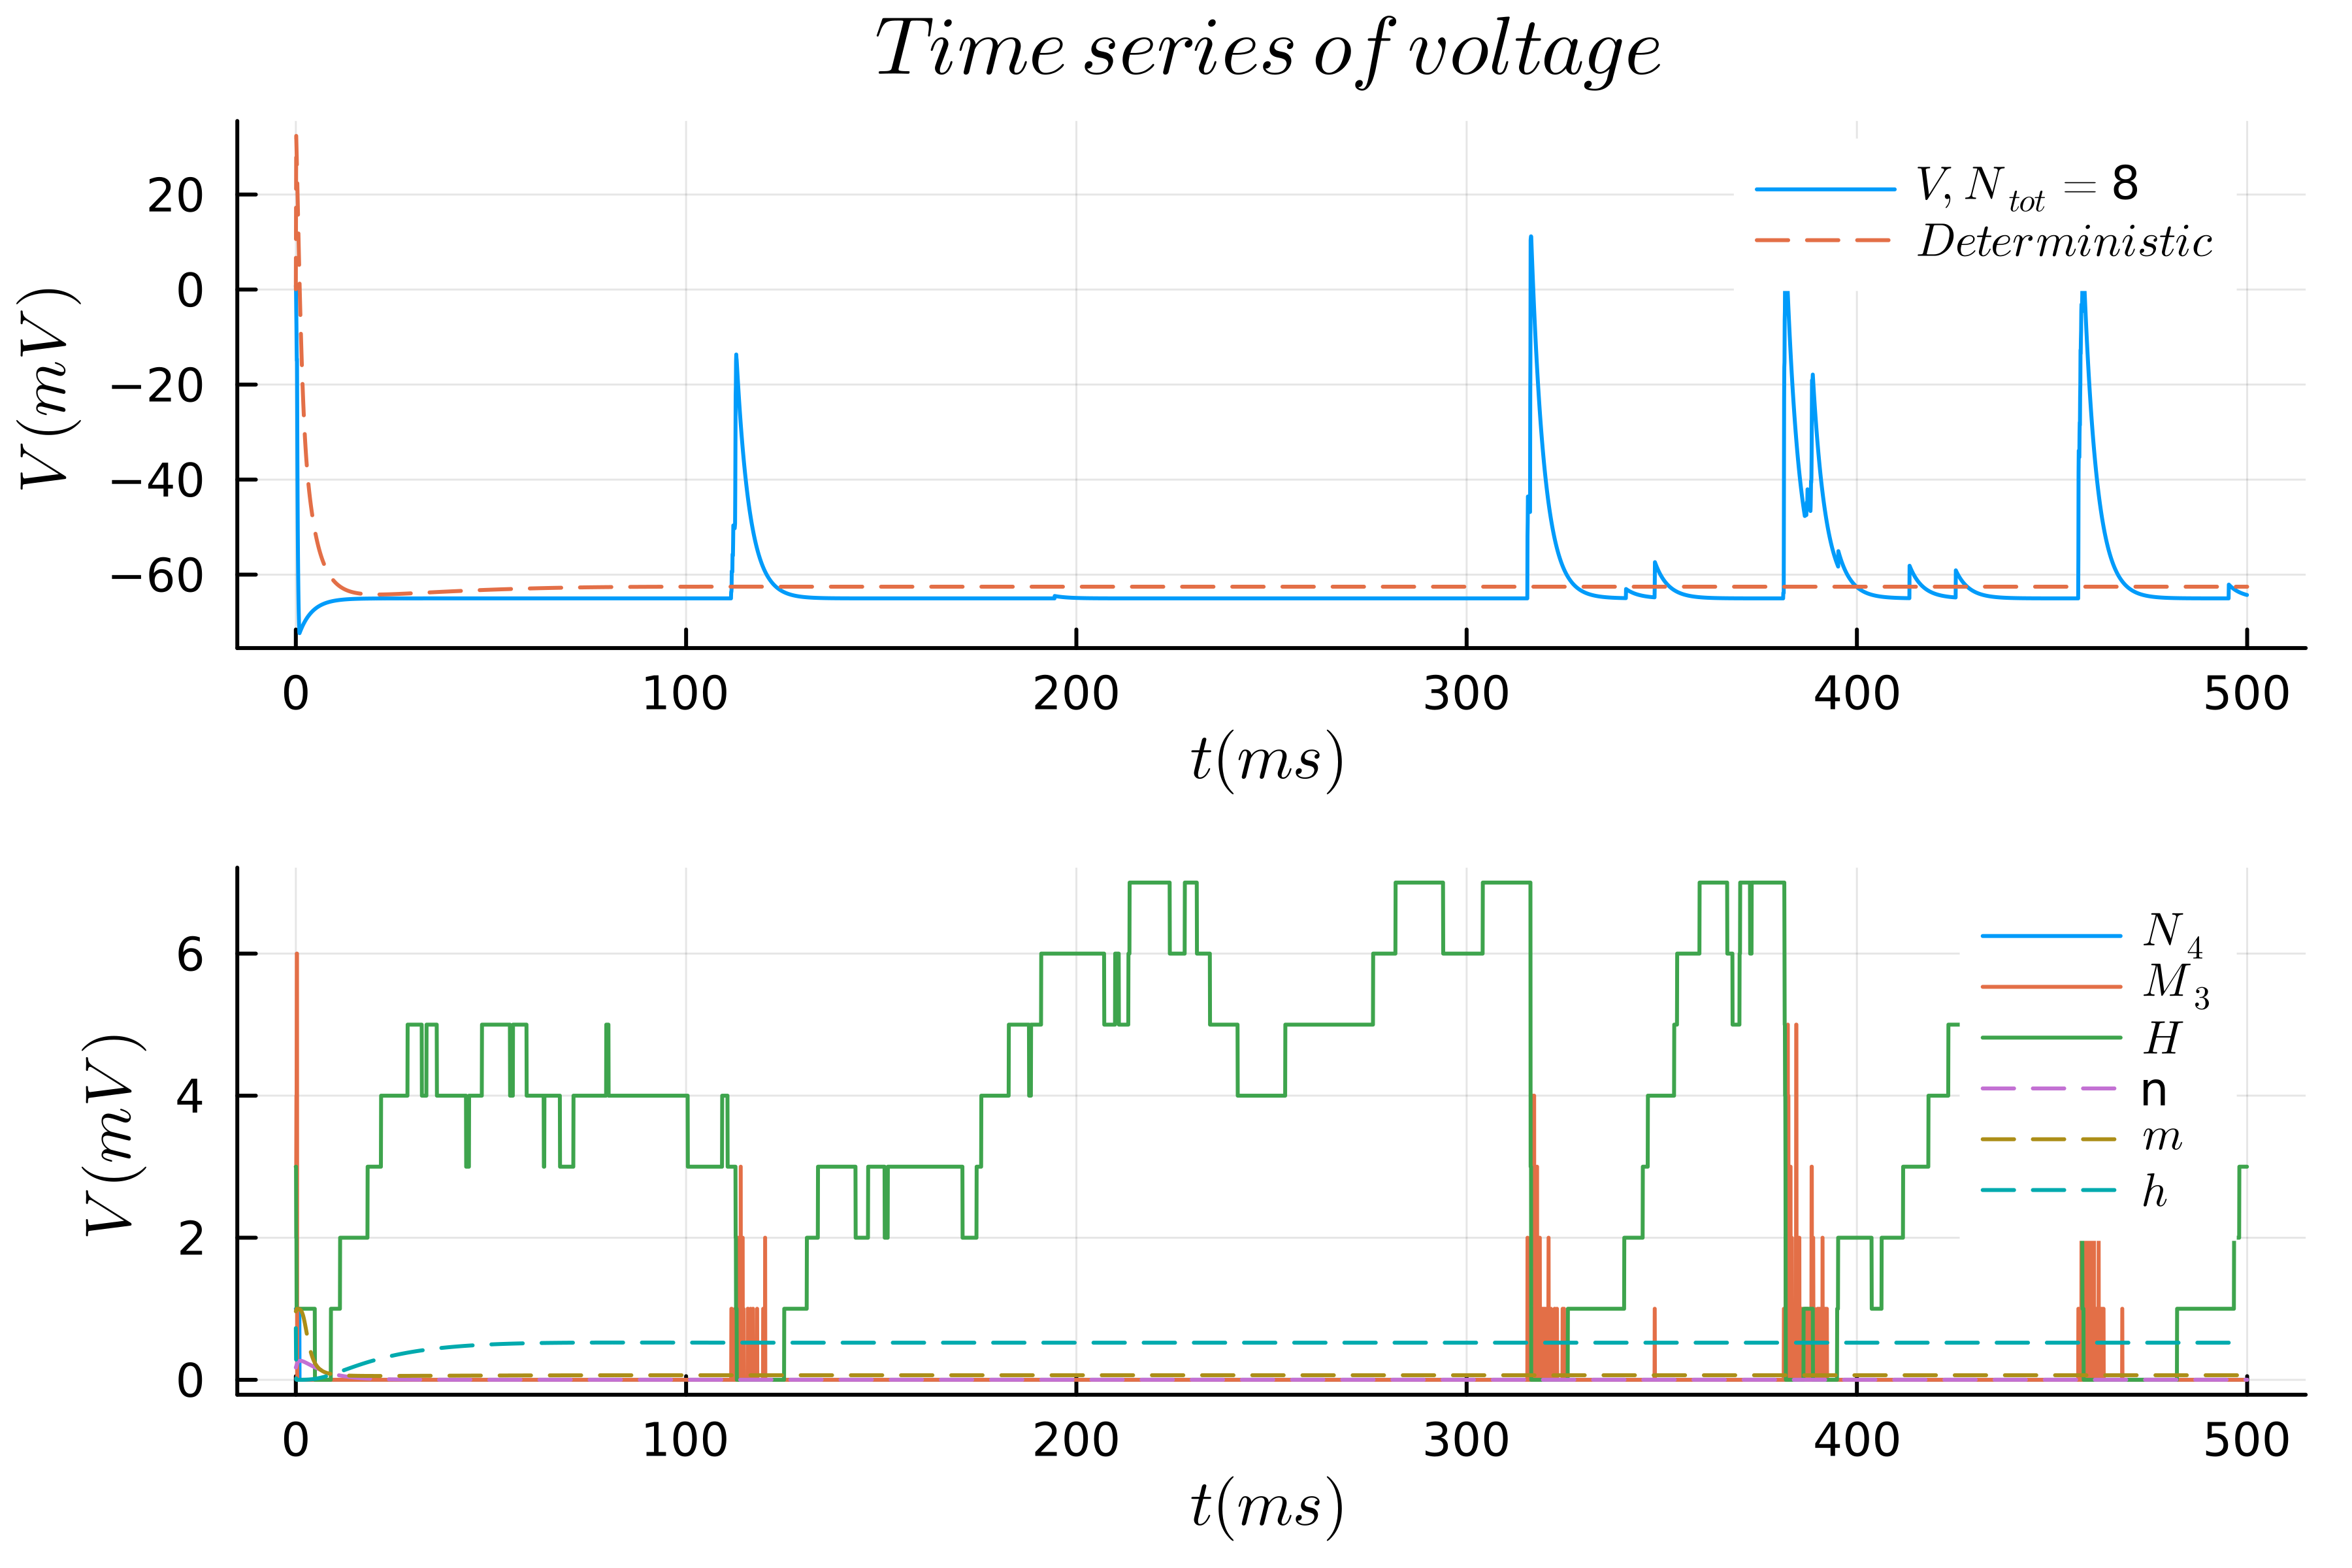 Time series of voltage
V(mV)
20
0
−20
−40
−60
V, N_tot = 8
Deterministic
0 100 200 300 400 500
t(ms)
V(mV)
6
4
2
0
N_4
M_3
H
n
m
h
0 100 200 300 400 500
t(ms)